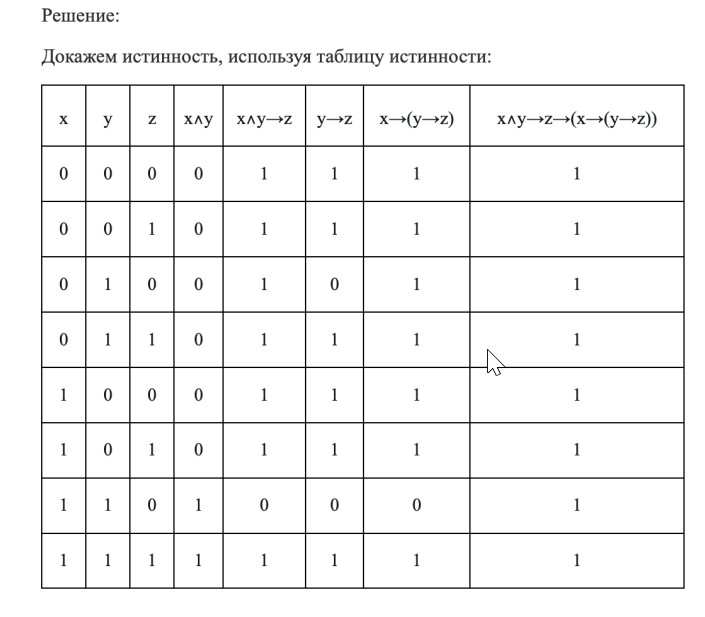 Решение:
Докажем истинность, используя таблицу истинности:
x y z x∧y x∧y→z y→z x→(y→z) x∧y→z→(x→(y→z))
0 0 0 0 1 1 1 1
0 0 1 0 1 1 1 1
0 1 0 0 1 0 1 1
0 1 1 0 1 1 1 1
1 0 0 0 1 1 1 1
1 0 1 0 1 1 1 1
1 1 0 1 0 0 0 1
1 1 1 1 1 1 1 1